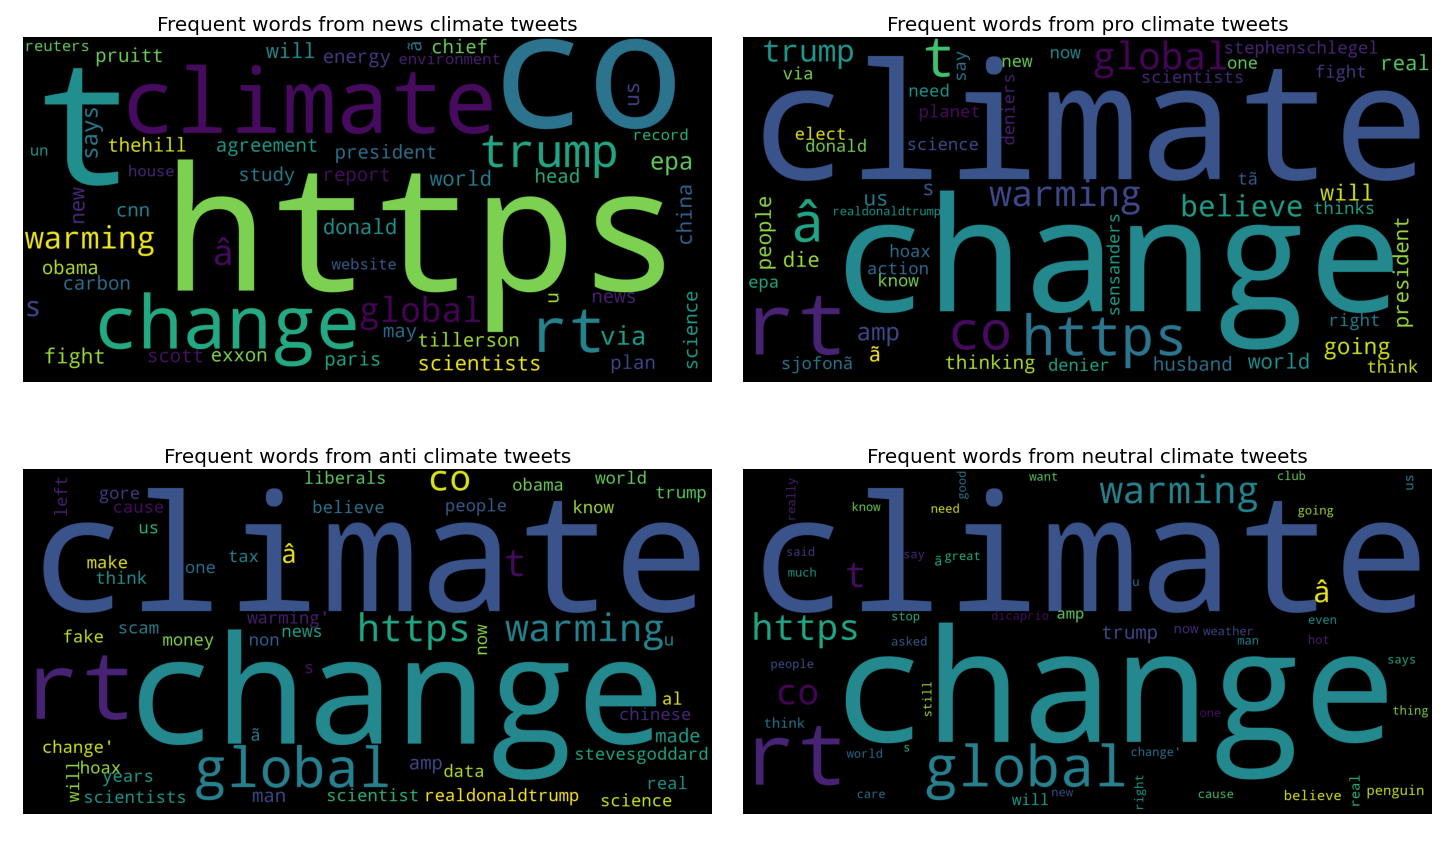 Frequent words from news climate tweets
reuters
pruitt
will
energy
ã
chief
environment
co
t
climate
us
says
record
un
thehill
agreement
president
trump
epa
house
study
report
world
head
new
cnn
https
donald
china
warming
â
obama
website
carbon
s
change
global
u
news
may
rt
via
science
tillerson
fight
scott
exxon
paris
scientists
plan
Frequent words from pro climate tweets
trump
t
say
new
now
global
stephenschlegel
one
real
via
need
scientists
fight
climate
planet
deniers
elect
donald
science
tã
s
warming
will
us
believe
thinks
people
â
realdonaldtrump
sensanders
die
hoax
action
know
change
president
epa
rt
amp
co
https
right
ã
going
sjofonã
thinking
denier
husband
world
think
Frequent words from anti climate tweets
left
gore
cause
liberals
co
obama
world
trump
believe
people
know
us
climate
make
think
one
tax
â
t
scam
warming'
fake
money
non
news
https
now
warming
u
rt
s
change
al
chinese
change'
ã
made
hoax
years
will
global
amp
data
stevesgoddard
real
scientists
man
scientist
realdonaldtrump
science
Frequent words from neutral climate tweets
really
good
want
club
us
warming
know
need
going
climate
said
say
ã
great
much
t
u
â
stop
dicaprio
amp
even
https
asked
trump
now
weather
man
hot
people
says
co
still
change
one
thing
think
rt
world
s
global
change'
care
will
new
right
cause
believe
real
penguin